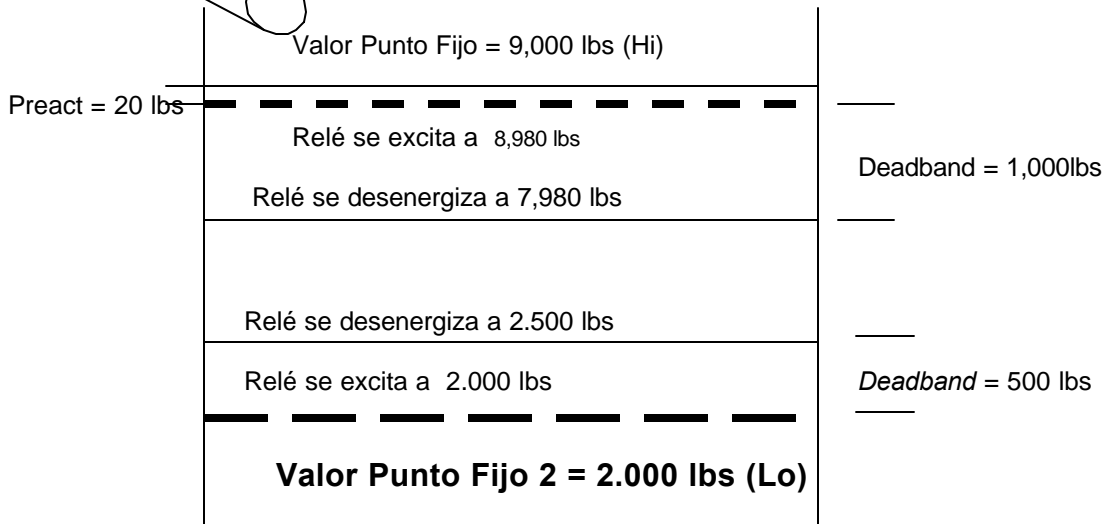 Valor Punto Fijo = 9,000 lbs (Hi)
Preact = 20 lbs
Relé se excita a 8,980 lbs
Deadband = 1,000lbs
Relé se desenergiza a 7,980 lbs
Relé se desenergiza a 2.500 lbs
Relé se excita a 2.000 lbs
Deadband = 500 lbs
Valor Punto Fijo 2 = 2.000 lbs (Lo)